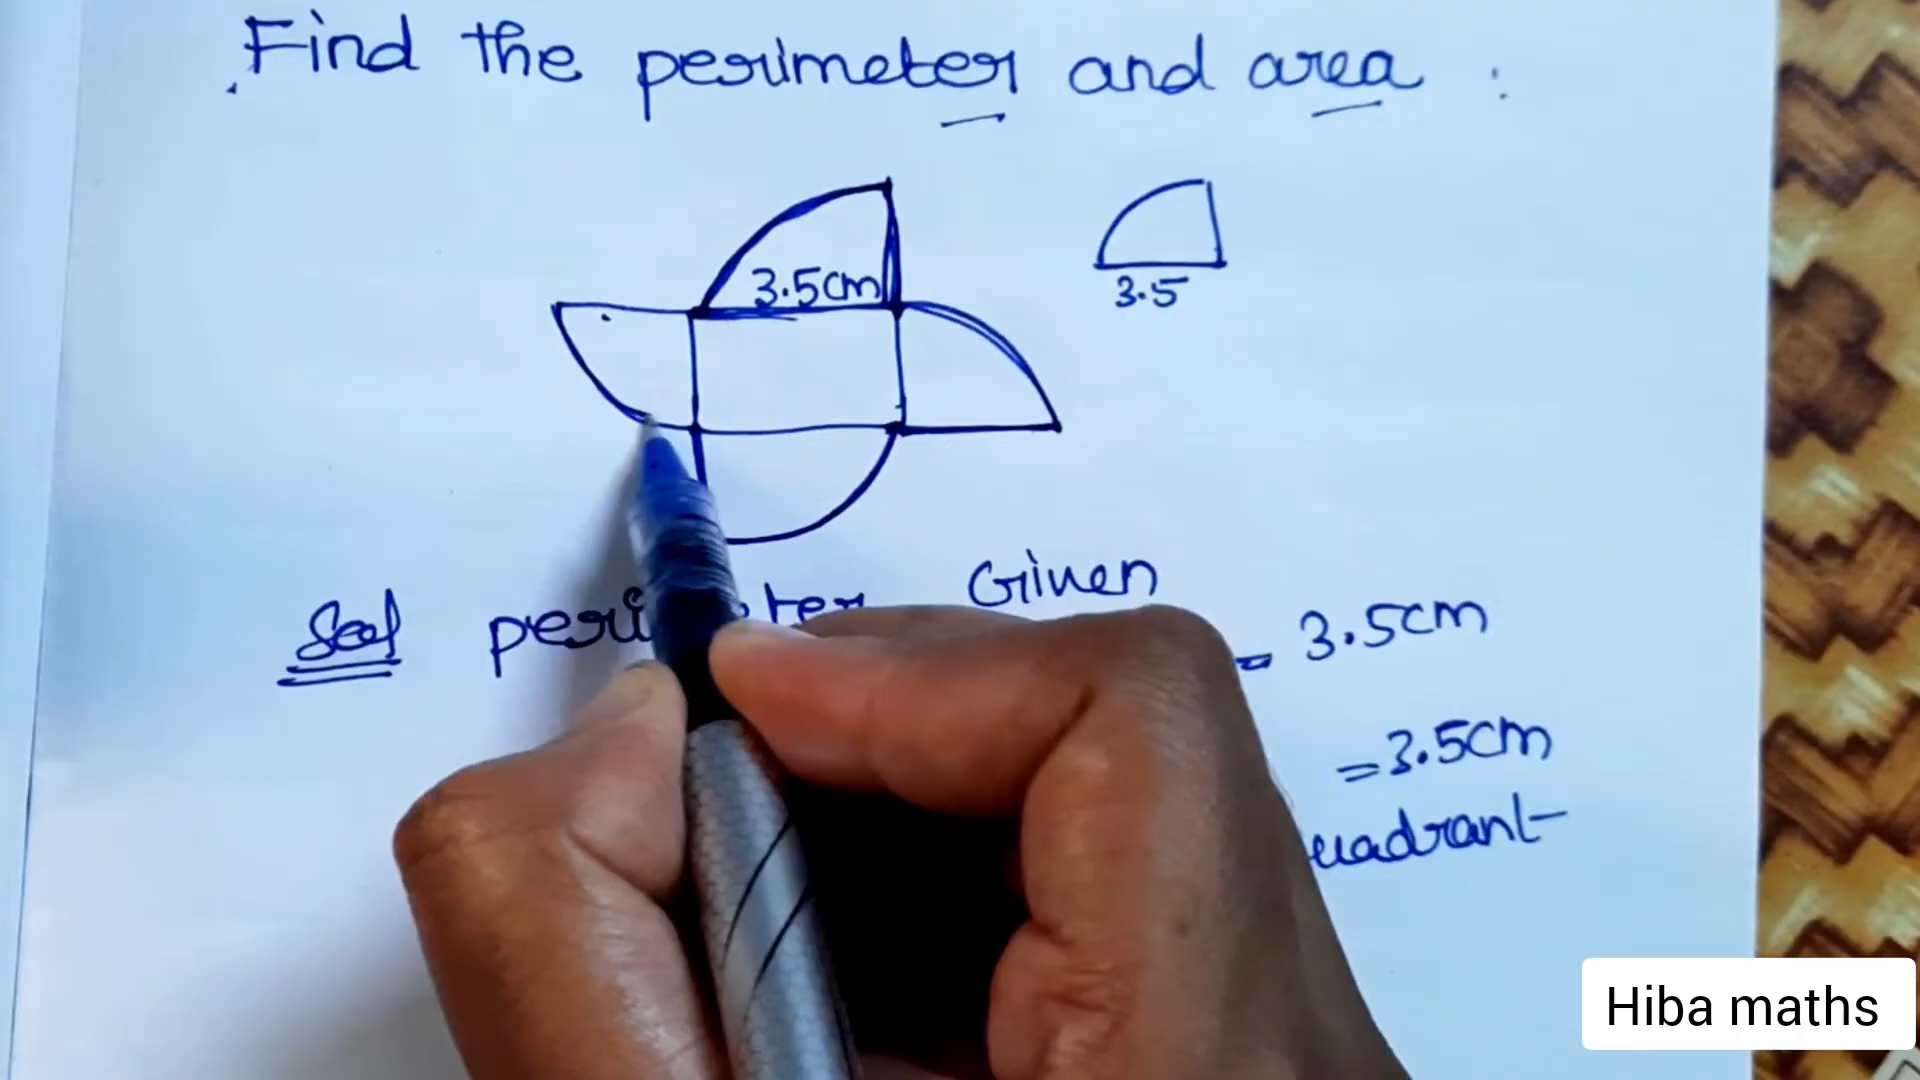 Find the perimeter and area :
3.5cm
3.5
Sol Given
= 3.5cm
= 3.5cm
Hiba maths